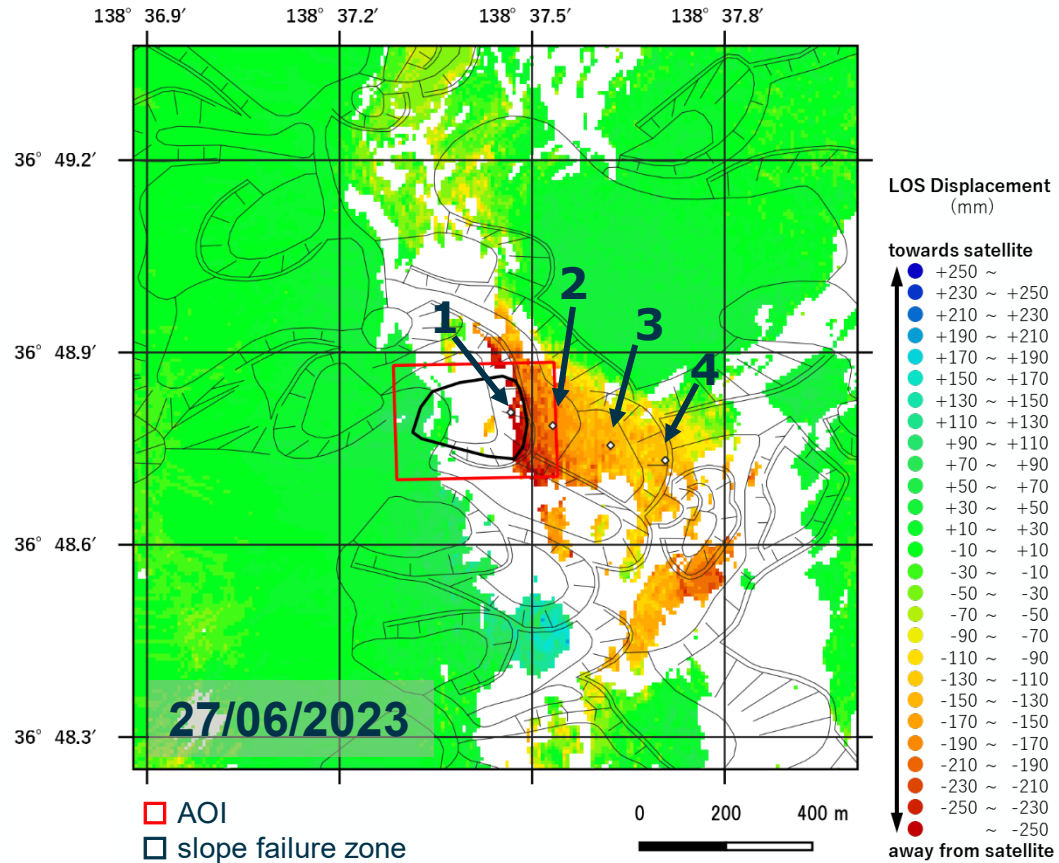 138° 36.9′ 138° 37.2′ 138° 37.5′ 138° 37.8′
36° 49.2′
36° 48.9′
36° 48.6′
36° 48.3′
1
2
3
4
27/06/2023
AOI
slope failure zone
0 200 400 m
LOS Displacement
(mm)
towards satellite
+250 ~
+230 ~ +250
+210 ~ +230
+190 ~ +210
+170 ~ +190
+150 ~ +170
+130 ~ +150
+110 ~ +130
+90 ~ +110
+70 ~ +90
+50 ~ +70
+30 ~ +50
+10 ~ +30
-10 ~ +10
-30 ~ -10
-50 ~ -30
-70 ~ -50
-90 ~ -70
-110 ~ -90
-130 ~ -110
-150 ~ -130
-170 ~ -150
-190 ~ -170
-210 ~ -190
-230 ~ -210
-250 ~ -230
~ -250
away from satellite